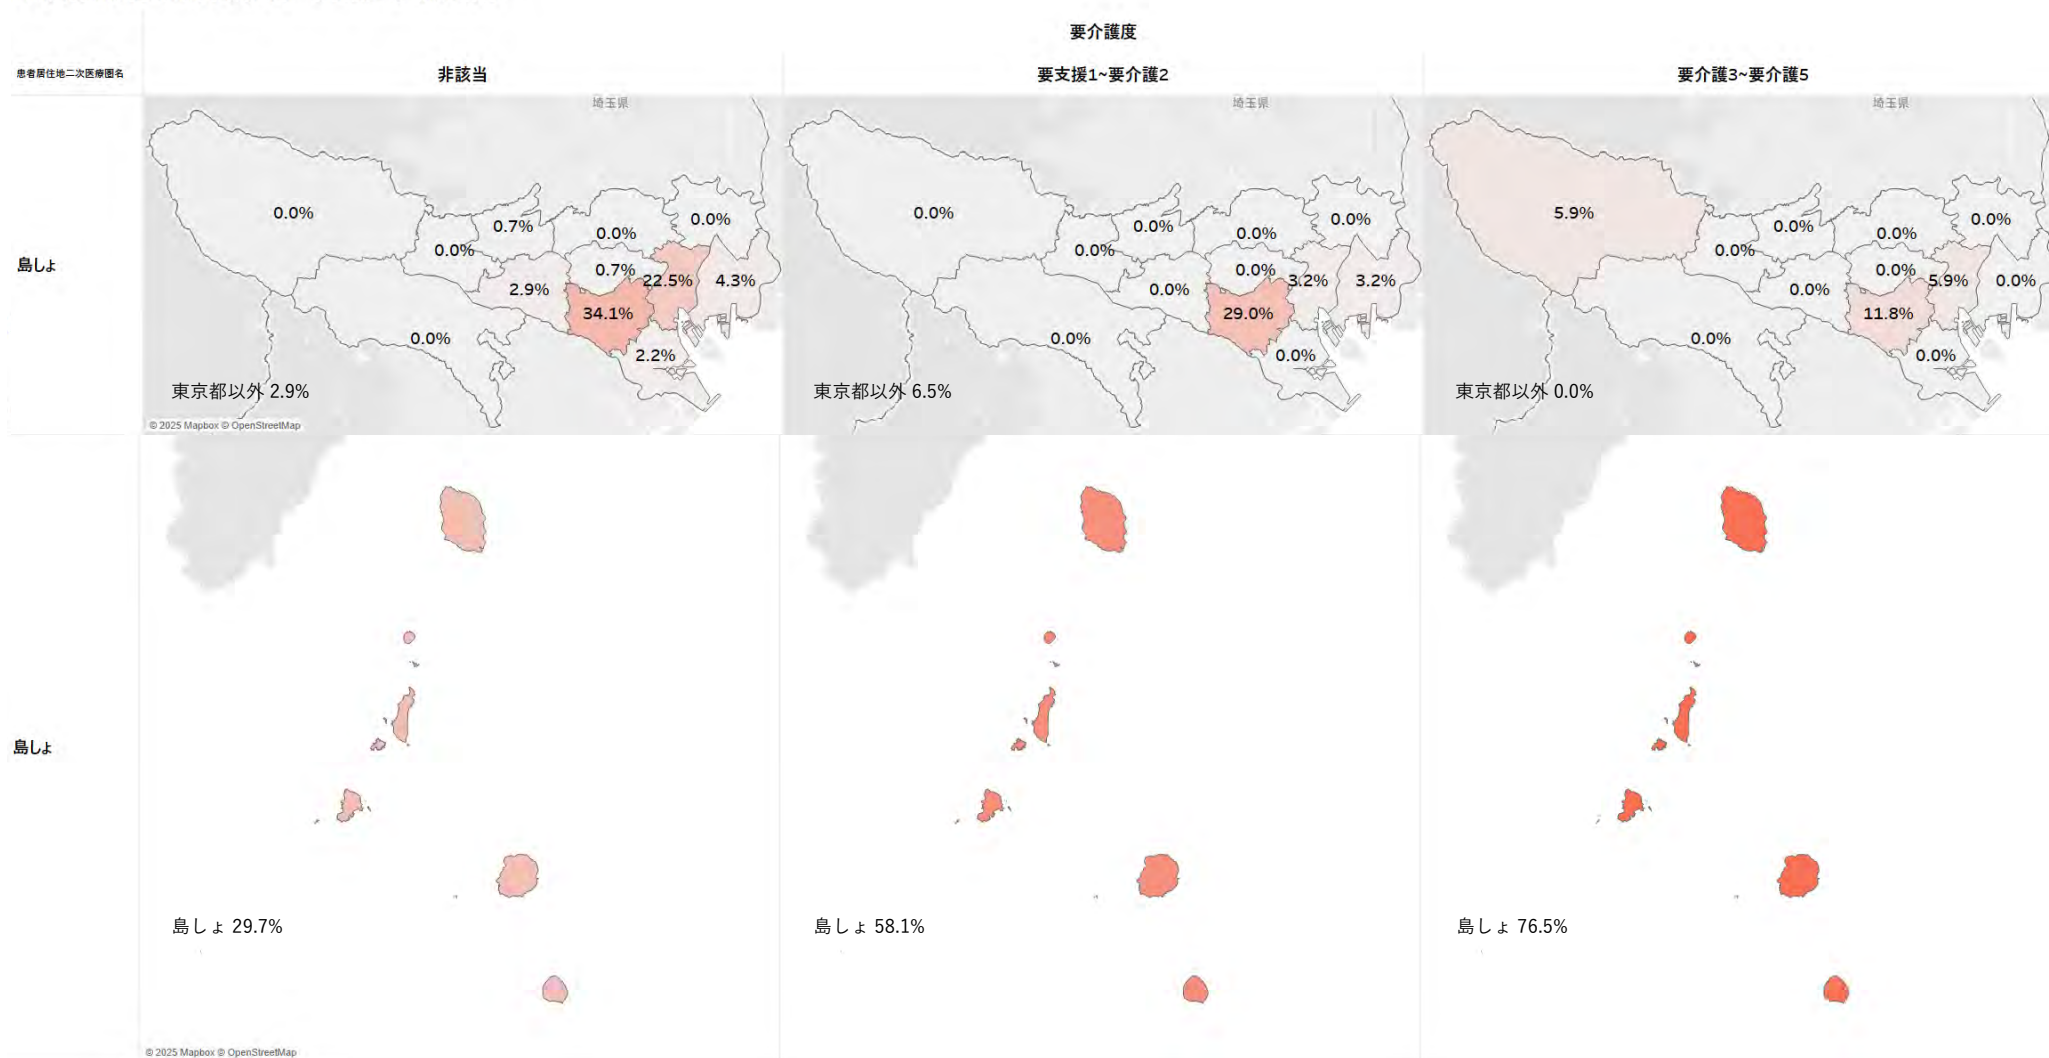 要介護度
患者居住地二次医療圏名
非該当
要支援1~要介護2
要介護3~要介護5
島しょ
埼玉県
0.0%
0.7%
0.0%
0.0%
0.0%
0.7%
22.5%
4.3%
2.9%
34.1%
0.0%
2.2%
東京都以外 2.9%
© 2025 Mapbox © OpenStreetMap
埼玉県
0.0%
0.0%
0.0%
0.0%
0.0%
0.0%
3.2%
3.2%
0.0%
29.0%
0.0%
0.0%
東京都以外 6.5%
埼玉県
5.9%
0.0%
0.0%
0.0%
0.0%
0.0%
5.9%
0.0%
0.0%
11.8%
0.0%
0.0%
東京都以外 0.0%
島しょ
島しょ 29.7%
島しょ 58.1%
島しょ 76.5%
© 2025 Mapbox © OpenStreetMap